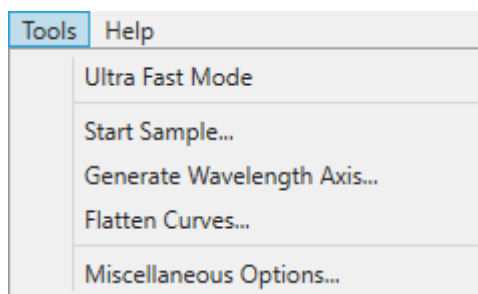 Tools Help
Ultra Fast Mode
Start Sample...
Generate Wavelength Axis...
Flatten Curves...
Miscellaneous Options...